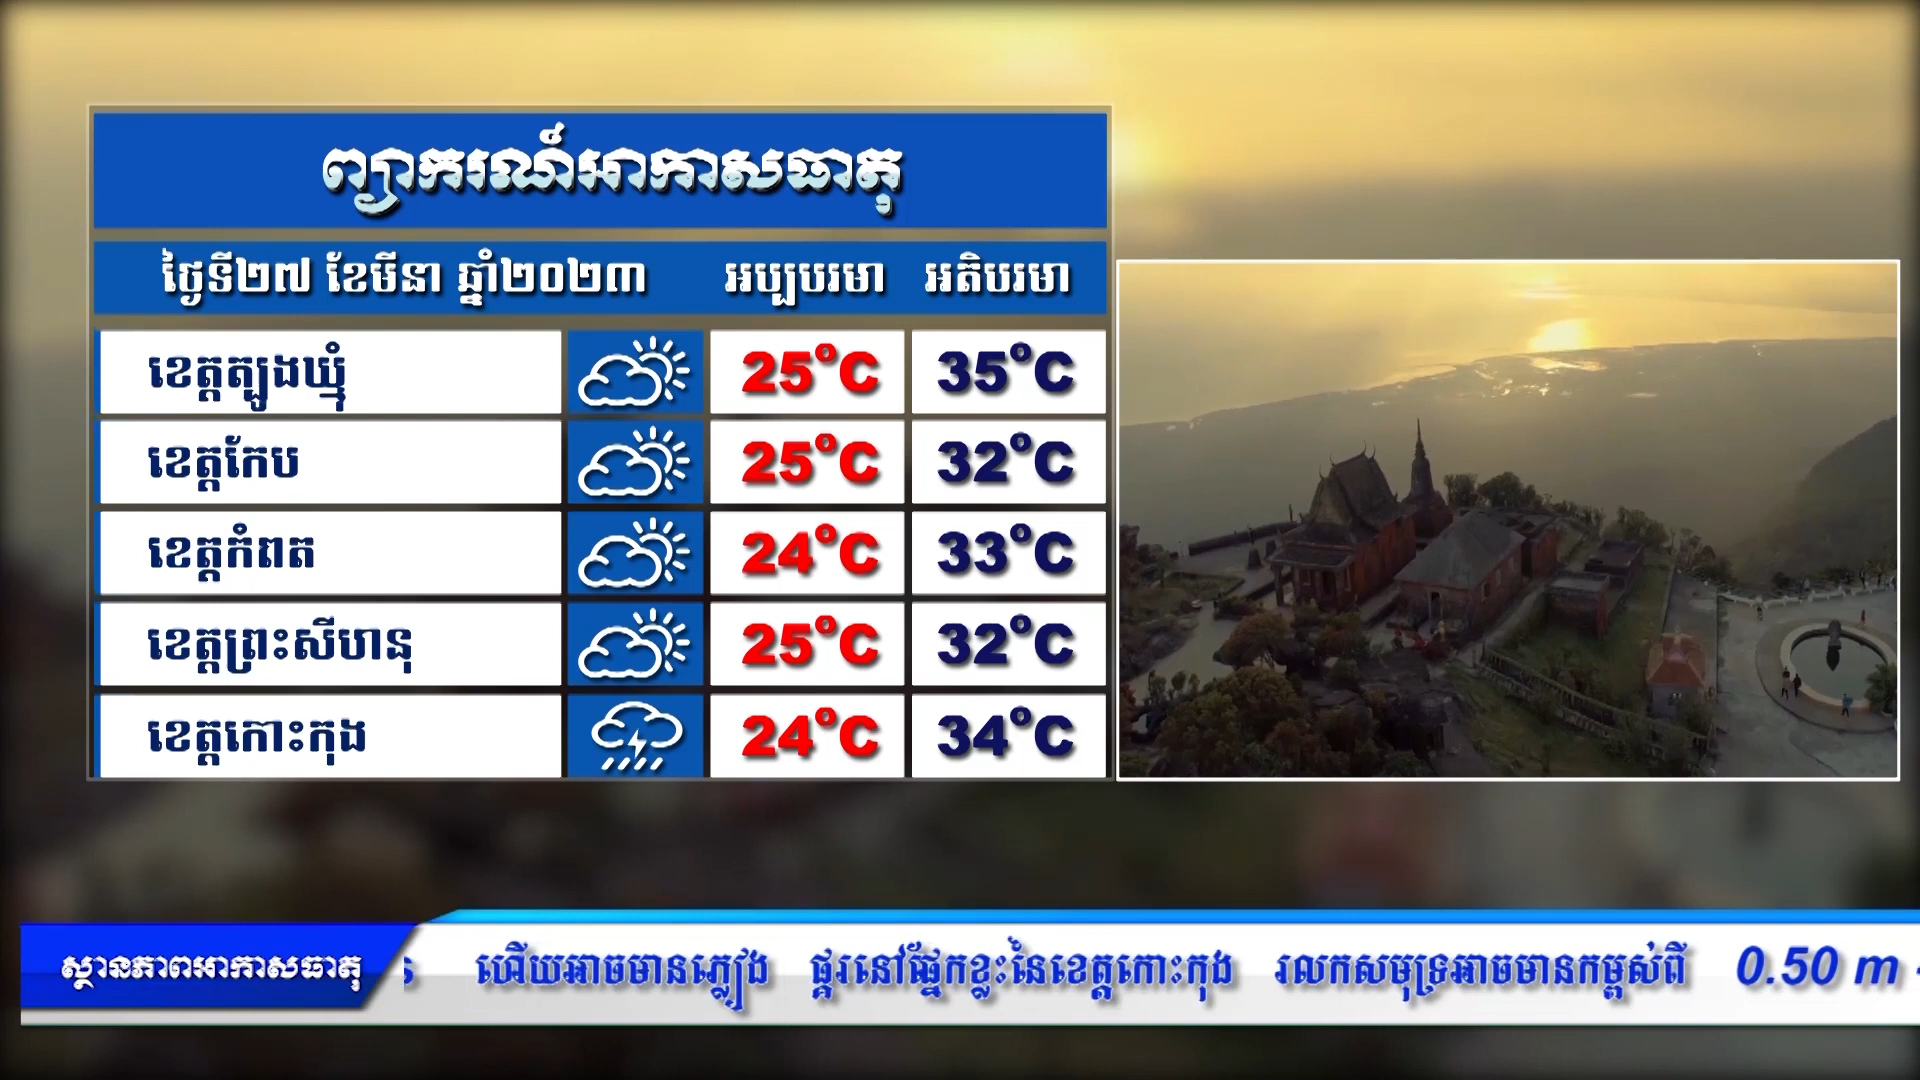 ព្យាករណ៍អាកាសធាតុ
ថ្ងៃទី២៧ ខែមីនា ឆ្នាំ២០២៣ អប្បបរមា អតិបរមា
ខេត្តត្បូងឃ្មុំ 25°C 35°C
ខេត្តកែប 25°C 32°C
ខេត្តកំពត 24°C 33°C
ខេត្តព្រះសីហនុ 25°C 32°C
ខេត្តកោះកុង 24°C 34°C
ស្ថានភាពអាកាសធាតុ ហើយអាចមានភ្លៀង ផ្គរនៅផ្នែកខ្លះនៃខេត្តកោះកុង រលកសមុទ្រអាចមានកម្ពស់ពី 0.50 m